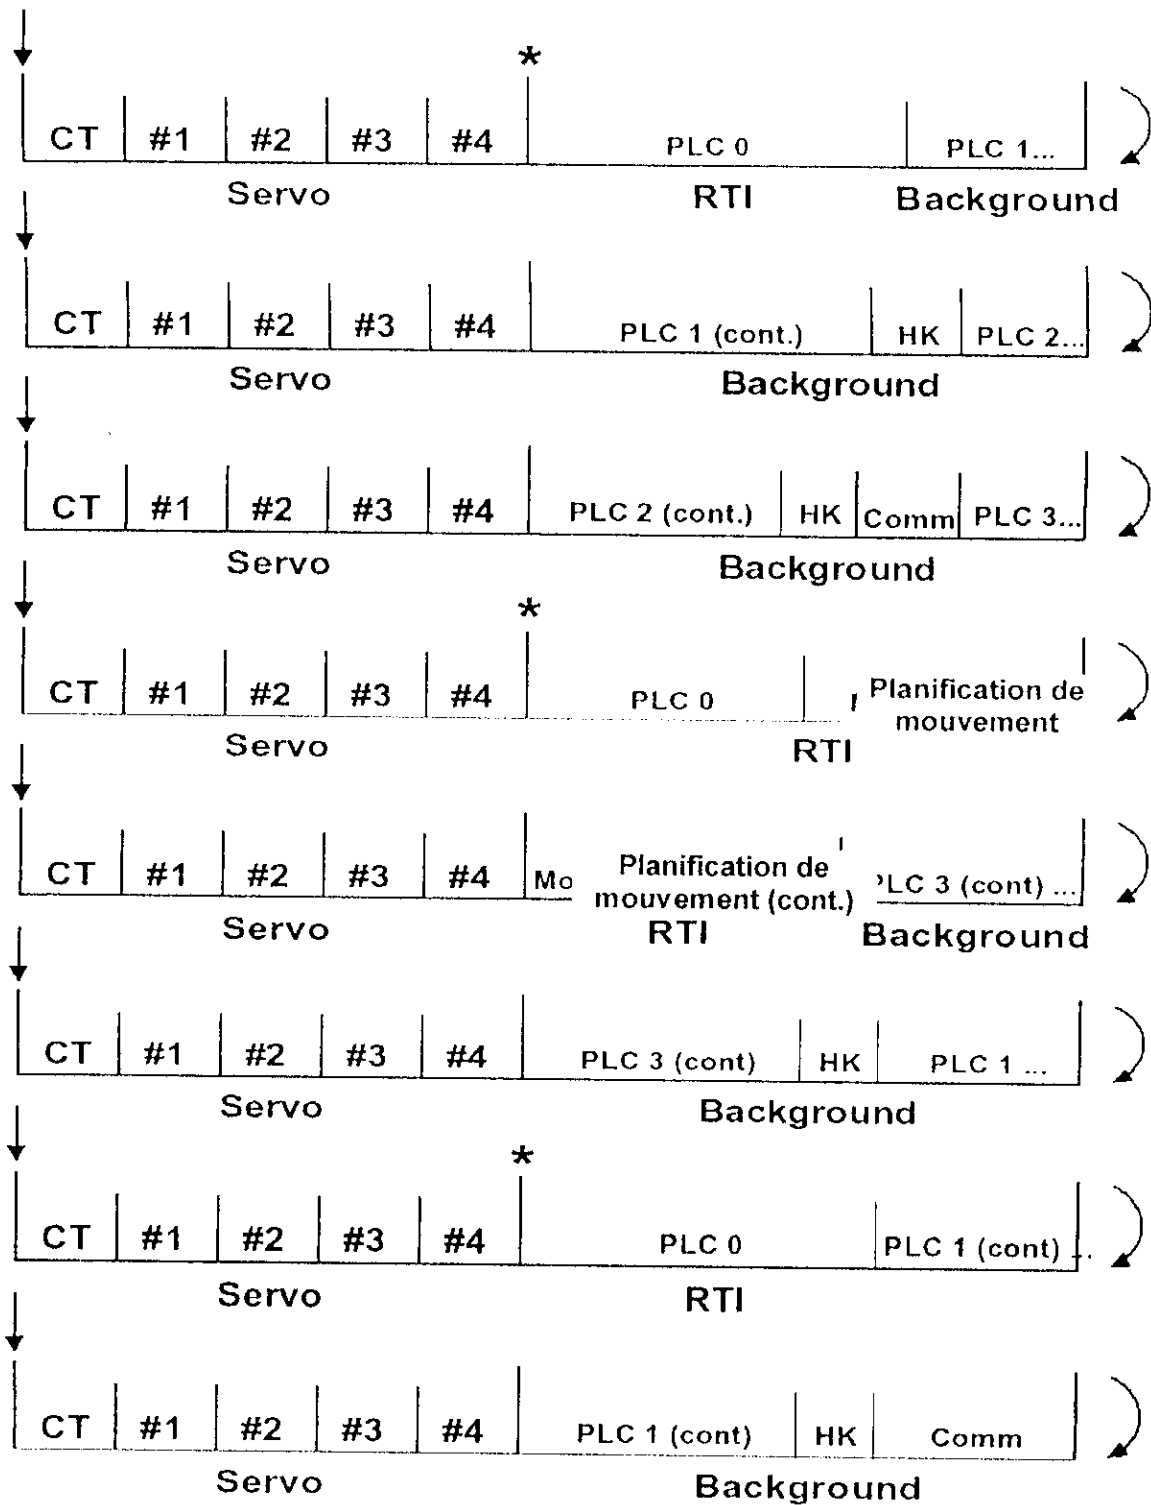 *
CT #1 #2 #3 #4 PLC 0 PLC 1...
Servo RTI Background
CT #1 #2 #3 #4 PLC 1 (cont.) HK PLC 2...
Servo Background
CT #1 #2 #3 #4 PLC 2 (cont.) HK Comm PLC 3...
Servo Background
*
CT #1 #2 #3 #4 PLC 0 Planification de
mouvement
Servo RTI
CT #1 #2 #3 #4 Mo Planification de
mouvement (cont.) PLC 3 (cont) ...
Servo RTI Background
CT #1 #2 #3 #4 PLC 3 (cont) HK PLC 1 ...
Servo Background
*
CT #1 #2 #3 #4 PLC 0 PLC 1 (cont) ...
Servo RTI
CT #1 #2 #3 #4 PLC 1 (cont) HK Comm
Servo Background